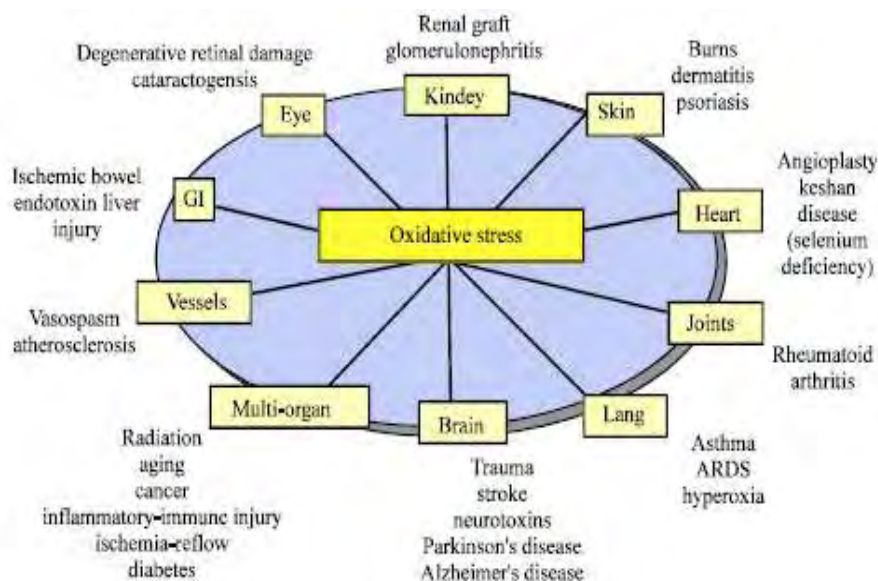 Renal graft
glomerulonephritis
Kindey
Degenerative retinal damage
cataractogensis
Eye
Burns
dermatitis
psoriasis
Skin
Ischemic bowel
endotoxin liver
injury
GI
Angioplasty
keshan
disease
(selenium
deficiency)
Heart
Oxidative stress
Vessels
Vasospasm
atherosclerosis
Joints
Rheumatoid
arthritis
Multi-organ
Radiation
aging
cancer
inflammatory-immune injury
ischemia-reflow
diabetes
Brain
Trauma
stroke
neurotoxins
Parkinson's disease
Alzheimer's disease
Lang
Asthma
ARDS
hyperoxia